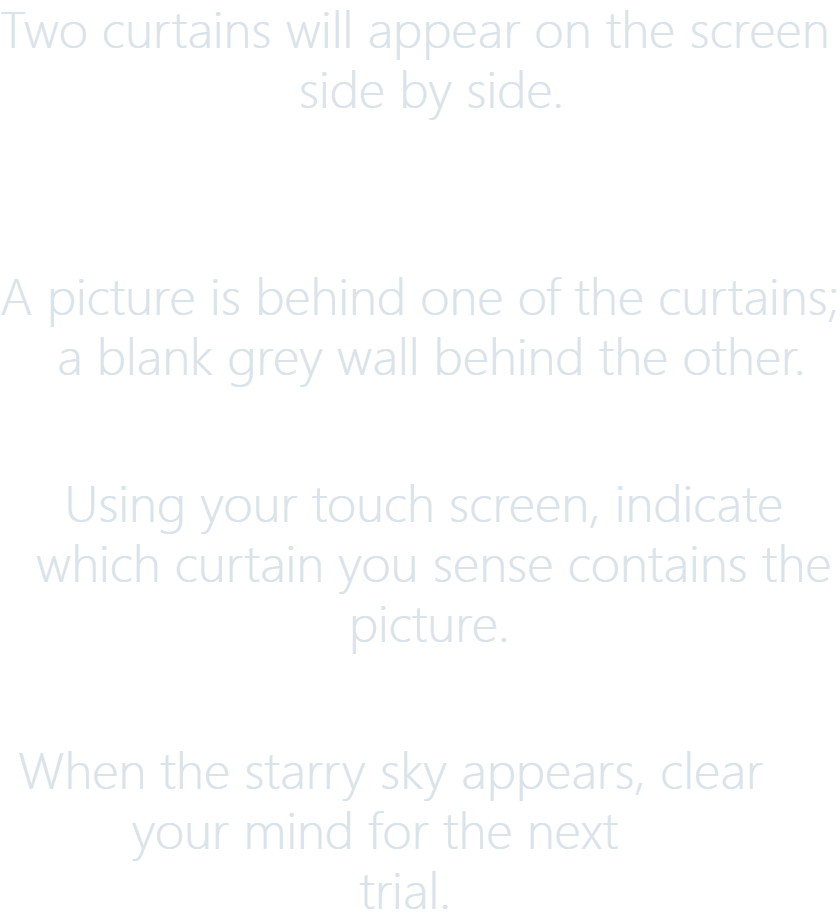 Two curtains will appear on the screen
side by side.
A picture is behind one of the curtains;
a blank grey wall behind the other.
Using your touch screen, indicate
which curtain you sense contains the
picture.
When the starry sky appears, clear
your mind for the next
trial.